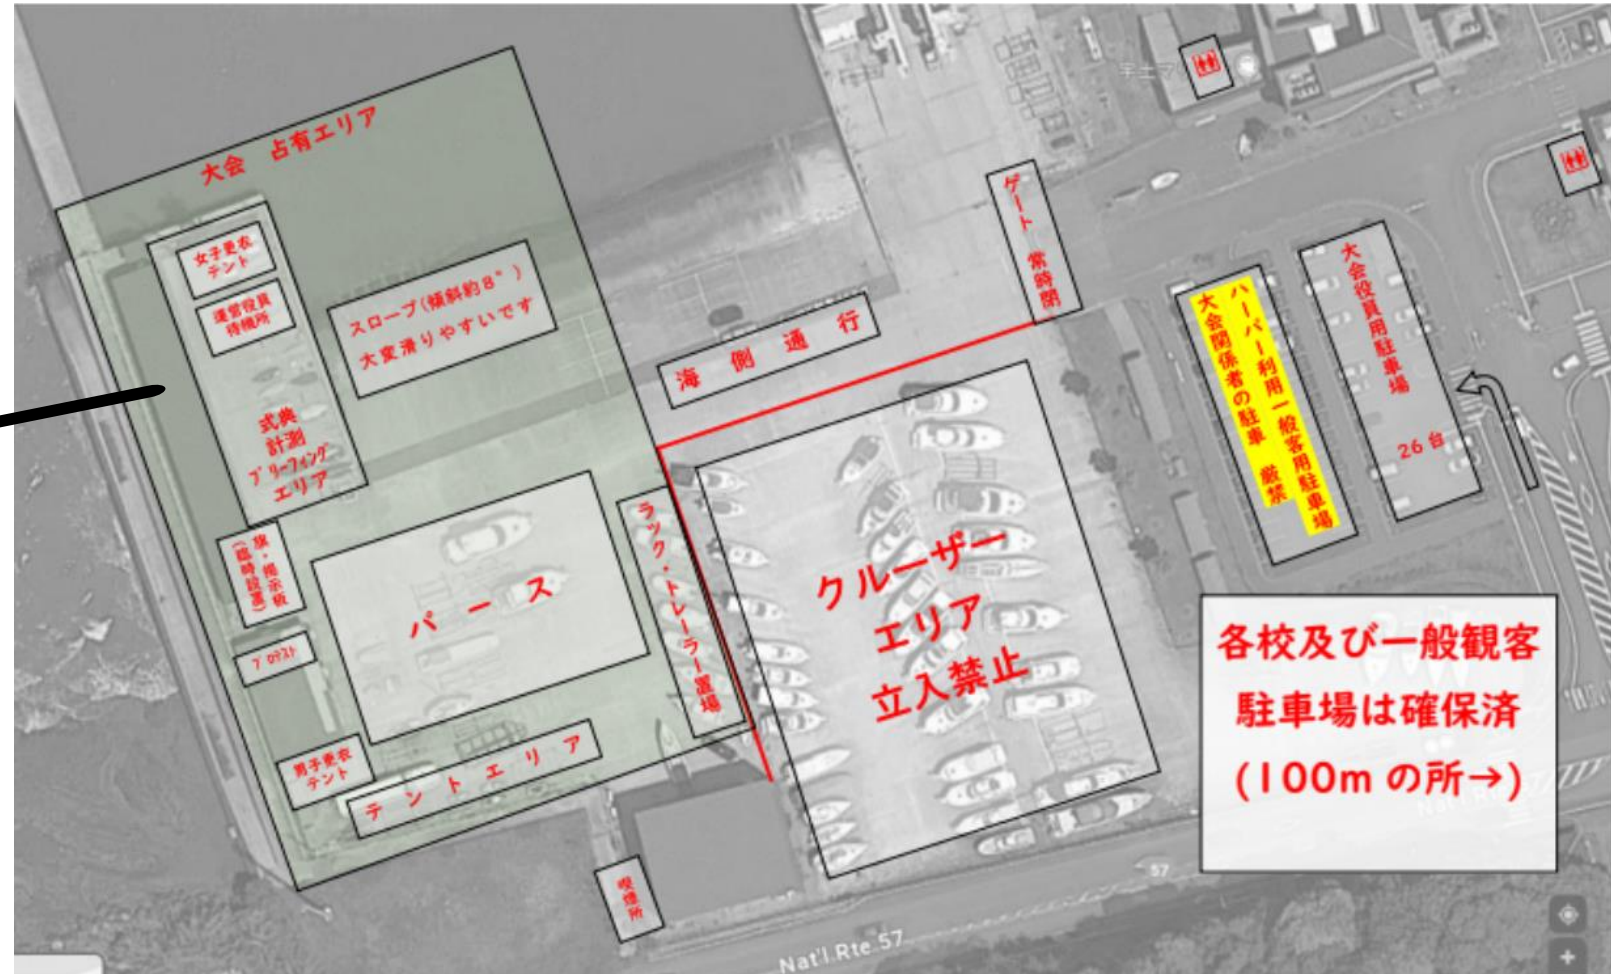 大会 占有エリア
女子更衣
テント
運営役員
待機所
スロープ(傾斜約8°)
大変滑りやすいです
式典
計測
ブリーフィング
エリア
海側通行
ゲート 常時閉
旗・掲示板
(臨時設置)
プロテスト
バース
ラック・トレーラー置場
男子更衣
テント
テントエリア
喫煙所
クルーザー
エリア
立入禁止
ハーバー利用一般客用駐車場
大会関係者の駐車 厳禁
大会役員用駐車場
26台
各校及び一般観客
駐車場は確保済
(100mの所→)
57
Nat'l Rte 57